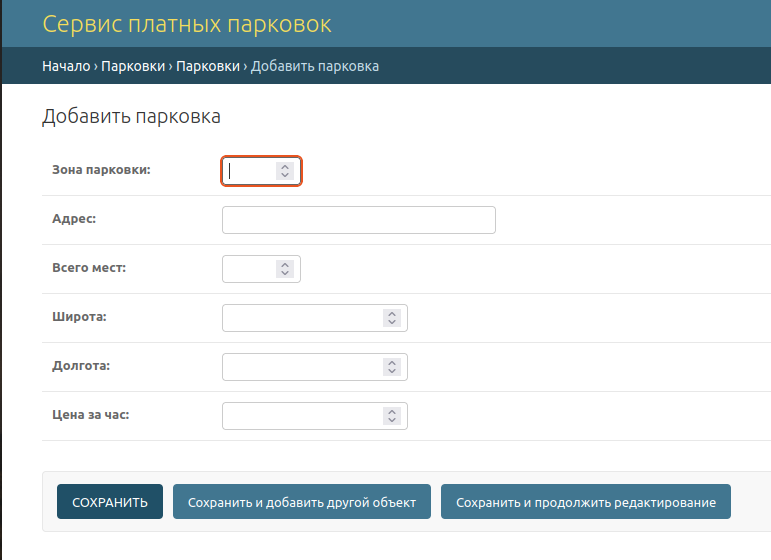 Сервис платных парковок
Начало › Парковки › Парковки › Добавить парковка
Добавить парковка
Зона парковки:
Адрес:
Всего мест:
Широта:
Долгота:
Цена за час:
СОХРАНИТЬ Сохранить и добавить другой объект Сохранить и продолжить редактирование